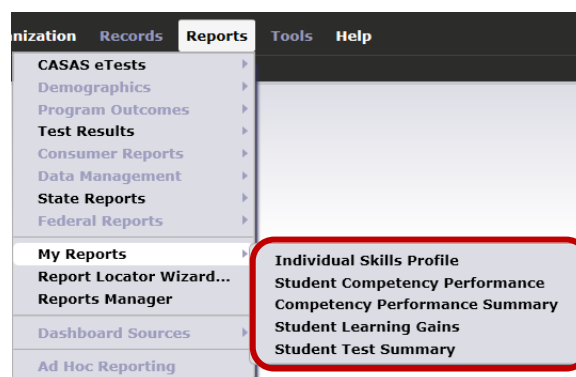 nization Records Reports Tools Help
CASAS eTests
Demographics
Program Outcomes
Test Results
Consumer Reports
Data Management
State Reports
Federal Reports
My Reports
Report Locator Wizard...
Reports Manager
Dashboard Sources
Ad Hoc Reporting
Individual Skills Profile
Student Competency Performance
Competency Performance Summary
Student Learning Gains
Student Test Summary